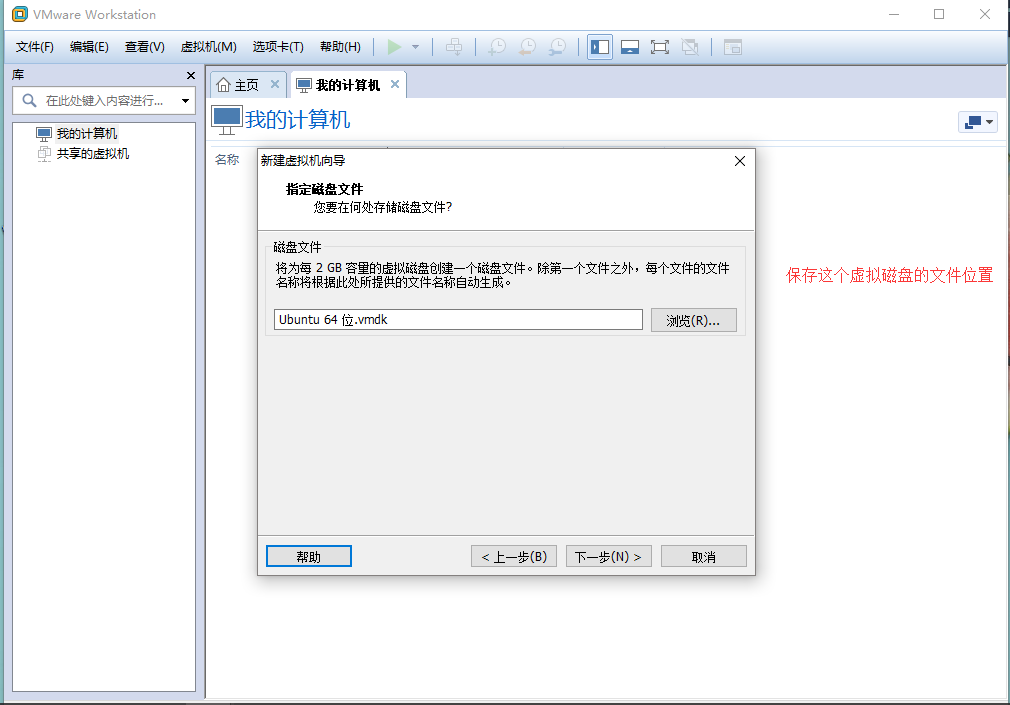 VMware Workstation
文件(F) 编辑(E) 查看(V) 虚拟机(M) 选项卡(T) 帮助(H)
库
在此处键入内容进行...
我的计算机
共享的虚拟机
主页 我的计算机
我的计算机
名称
新建虚拟机向导
指定磁盘文件
您要在何处存储磁盘文件?
磁盘文件
将为每 2 GB 容量的虚拟磁盘创建一个磁盘文件。除第一个文件之外，每个文件的文件
名称将根据此处所提供的文件名称自动生成。
Ubuntu 64 位.vmdk
浏览(R)...
帮助 < 上一步(B) 下一步(N) > 取消
保存这个虚拟磁盘的文件位置